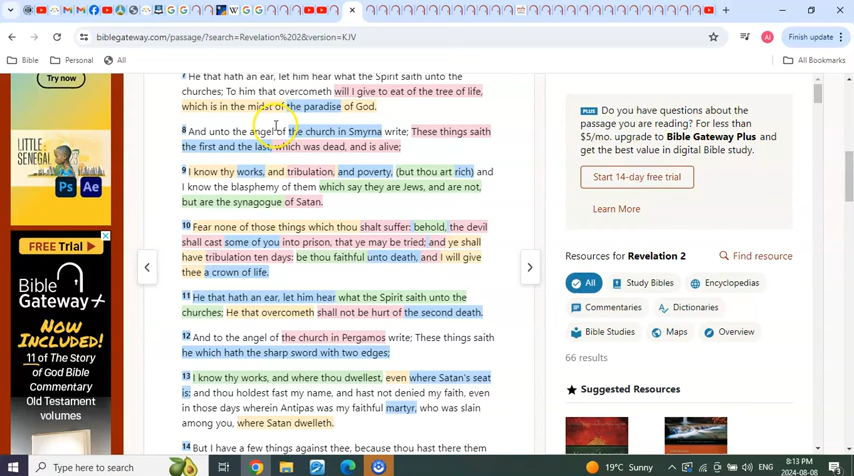 biblegateway.com/passage/?search=Revelation%202&version=KJV
AI
Finish update
Bible
Personal
All
All Bookmarks
7 He that hath an ear, let him hear what the Spirit saith unto the
churches; To him that overcometh will I give to eat of the tree of life,
which is in the midst of the paradise of God.
8 And unto the angel of the church in Smyrna write; These things saith
the first and the last, which was dead, and is alive;
9 I know thy works, and tribulation, and poverty, (but thou art rich) and
I know the blasphemy of them which say they are Jews, and are not,
but are the synagogue of Satan.
10 Fear none of those things which thou shalt suffer: behold, the devil
shall cast some of you into prison, that ye may be tried; and ye shall
have tribulation ten days: be thou faithful unto death, and I will give
thee a crown of life.
11 He that hath an ear, let him hear what the Spirit saith unto the
churches; He that overcometh shall not be hurt of the second death.
12 And to the angel of the church in Pergamos write; These things saith
he which hath the sharp sword with two edges;
13 I know thy works, and where thou dwellest, even where Satan's seat
is: and thou holdest fast my name, and hast not denied my faith, even
in those days wherein Antipas was my faithful martyr, who was slain
among you, where Satan dwelleth.
14 But I have a few things against thee, because thou hast there them
Try now
LITTLE
SENEGAL
Ps Ae
FREE Trial
BIBLE
GATEWAY+
NOW
INCLUDED!
11 of The Story
of God Bible
Commentary
Old Testament
volumes
PLUS Do you have questions about the
passage you are reading? For less than
$5/mo. upgrade to Bible Gateway Plus and
get the best value in digital Bible study.
Start 14-day free trial
Learn More
Resources for Revelation 2
Find resource
All
Study Bibles
Encyclopedias
Commentaries
Dictionaries
Bible Studies
Maps
Overview
66 results
Suggested Resources
Type here to search
19°C Sunny
ENG
8:13 PM
2024-08-08